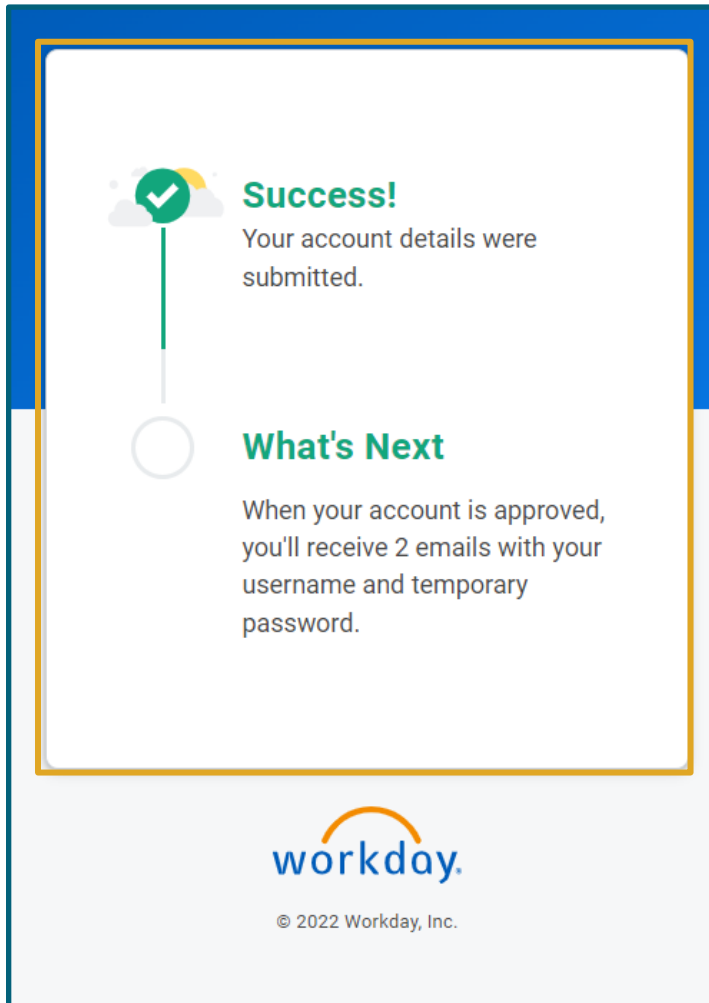 Success!
Your account details were
submitted.
What's Next
When your account is approved,
you'll receive 2 emails with your
username and temporary
password.
workday.
© 2022 Workday, Inc.